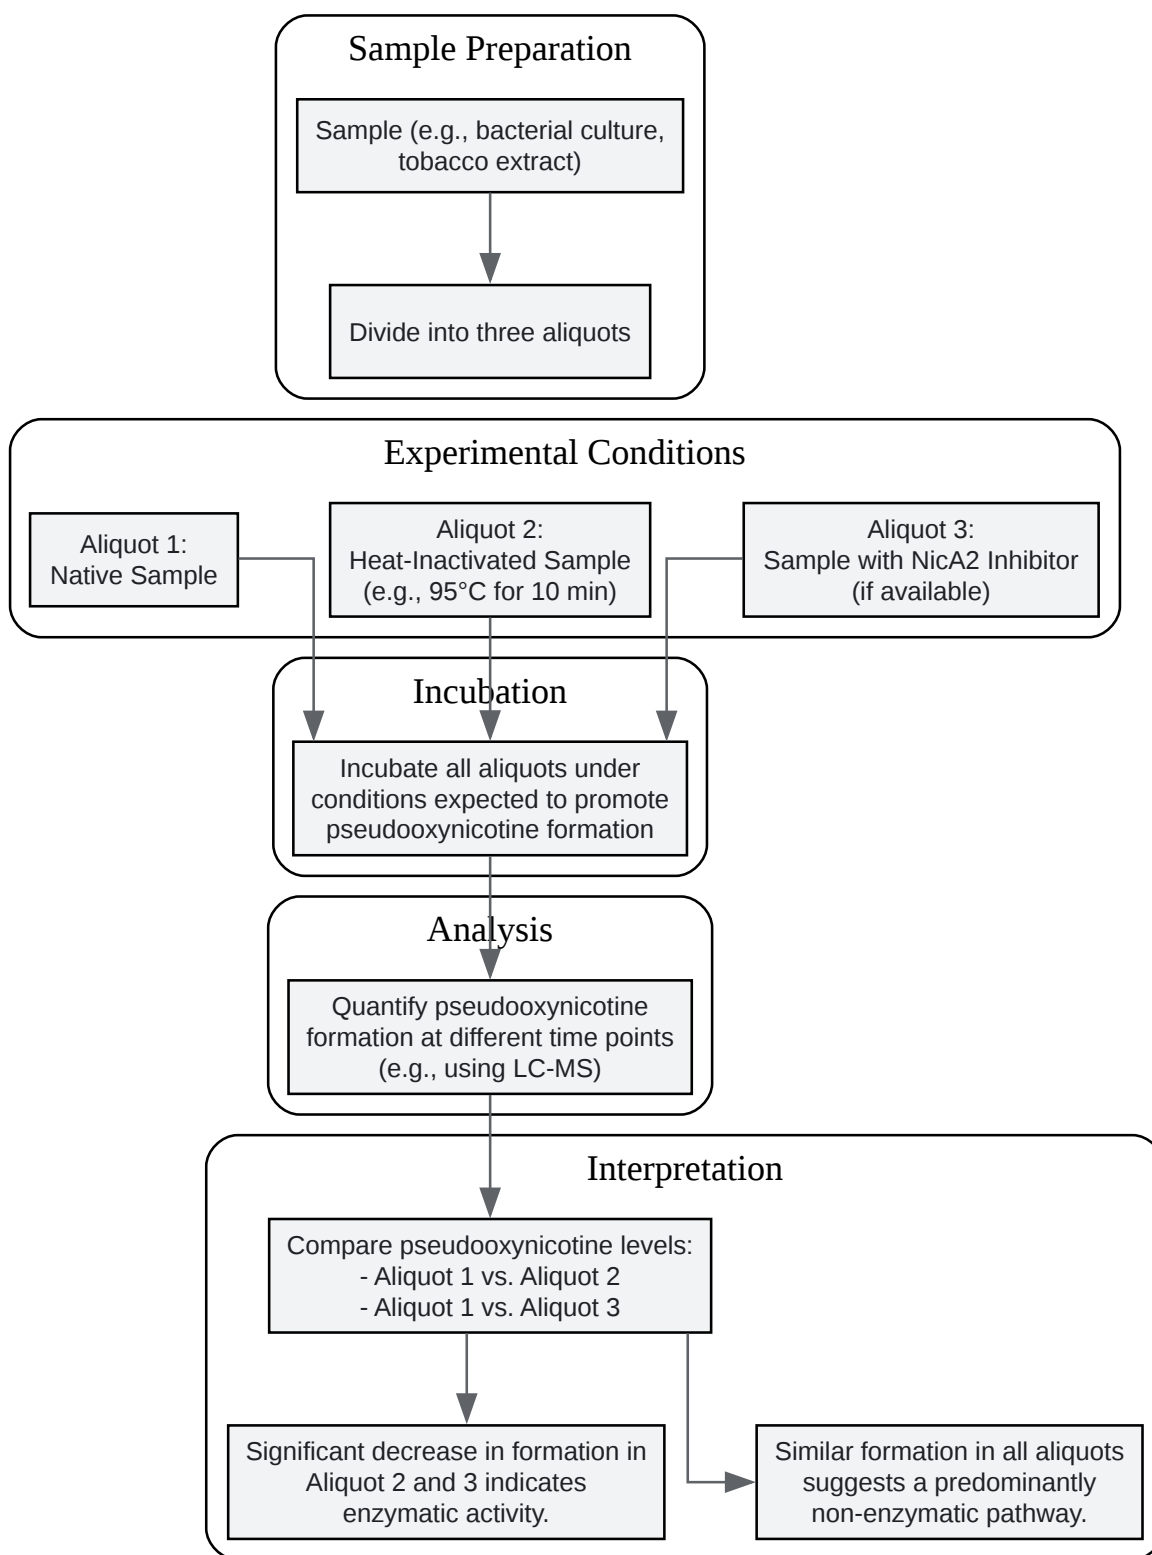 Sample Preparation
Sample (e.g., bacterial culture,
tobacco extract)
Divide into three aliquots
Experimental Conditions
Aliquot 1:
Native Sample
Aliquot 2:
Heat-Inactivated Sample
(e.g., 95°C for 10 min)
Aliquot 3:
Sample with NicA2 Inhibitor
(if available)
Incubation
Incubate all aliquots under
conditions expected to promote
pseudooxynicotine formation
Analysis
Quantify pseudooxynicotine
formation at different time points
(e.g., using LC-MS)
Interpretation
Compare pseudooxynicotine levels:
- Aliquot 1 vs. Aliquot 2
- Aliquot 1 vs. Aliquot 3
Significant decrease in formation in
Aliquot 2 and 3 indicates
enzymatic activity.
Similar formation in all aliquots
suggests a predominantly
non-enzymatic pathway.